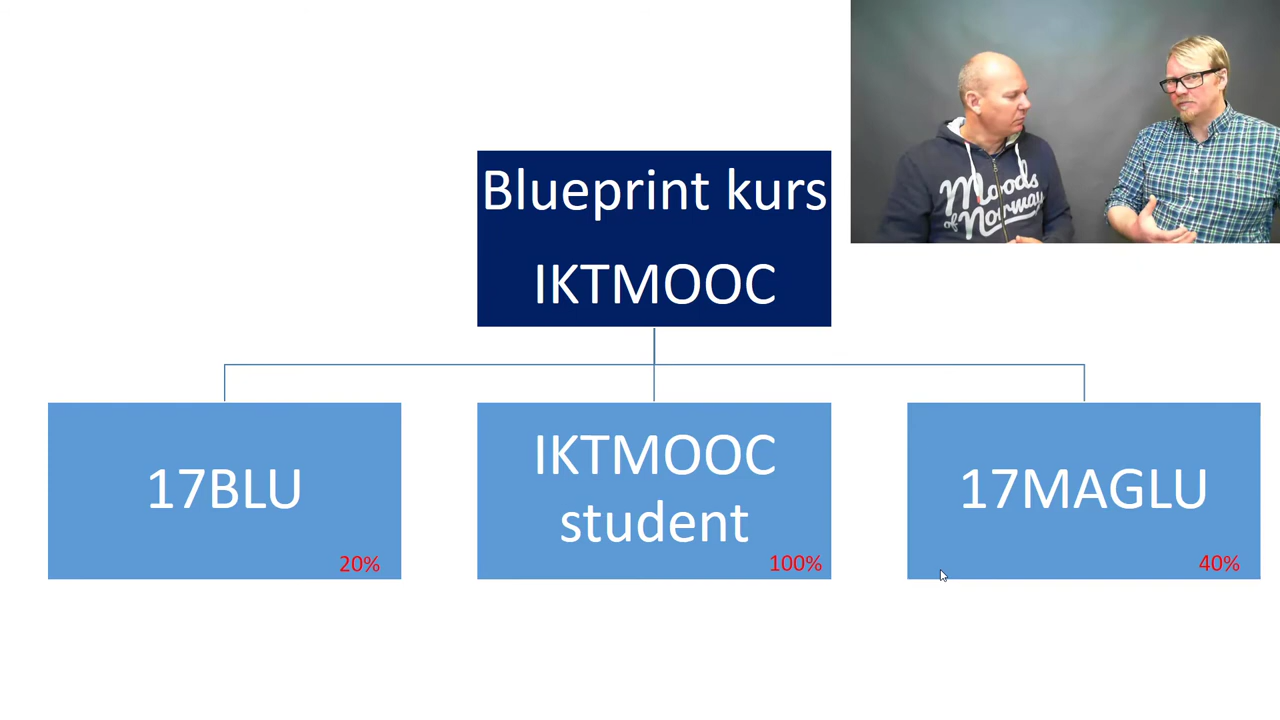 Blueprint kurs
IKTMOOC
Moods
of Norway
17BLU
20%
IKTMOOC
student
100%
17MAGLU
40%